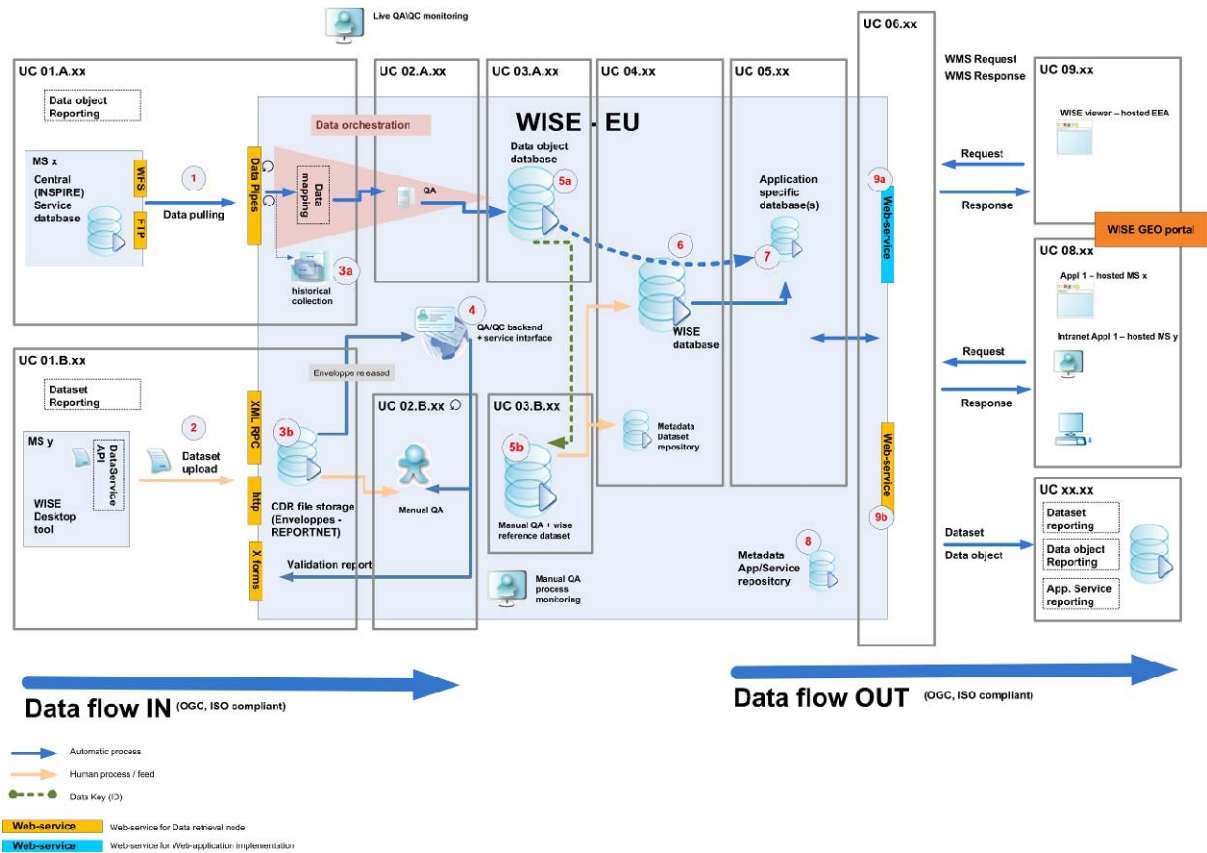 Live QA/QC monitoring
UC 06.xx
UC 01.A.xx
UC 02.A.xx
UC 03.A.xx
UC 04.xx
UC 05.xx
WMS Request
WMS Response
UC 09.xx
Data object
Reporting
WISE - EU
Data orchestration
WISE viewer – hosted EEA
Data object
database
MS x
Central
(INSPIRE)
Service
database
WFS
FTP
1
Data pulling
Data Pipes
Data
mapping
QA
5a
Application
specific
database(s)
9a
Web-service
Request
Response
WISE GEO portal
6
7
3a
historical
collection
UC 08.xx
Appl 1 – hosted MS x
4
QA/QC backend
+ service interface
WISE
database
Intranet Appl 1 – hosted MS y
UC 01.B.xx
Enveloppe released
Request
Response
Dataset
Reporting
UC 02.B.xx
UC 03.B.xx
XML RPC
MS y
DataService
API
WISE
Desktop
tool
2
Dataset
upload
3b
5b
Metadata
Dataset
repository
Web-service
http
Manual QA
CDR file storage
(Enveloppes -
REPORTNET)
Manual QA + wise
reference dataset
9b
UC xx.xx
Dataset
reporting
Dataset
Data object
Data object
Reporting
App. Service
reporting
X forms
Validation report
Manual QA
process
monitoring
Metadata
App/Service
repository
8
Data flow IN (OGC, ISO compliant)
Data flow OUT (OGC, ISO compliant)
Automatic process
Human process / feed
Data Key (ID)
Web-service
Web-service for Data retrieval node
Web-service
Web-service for Web-application implementation